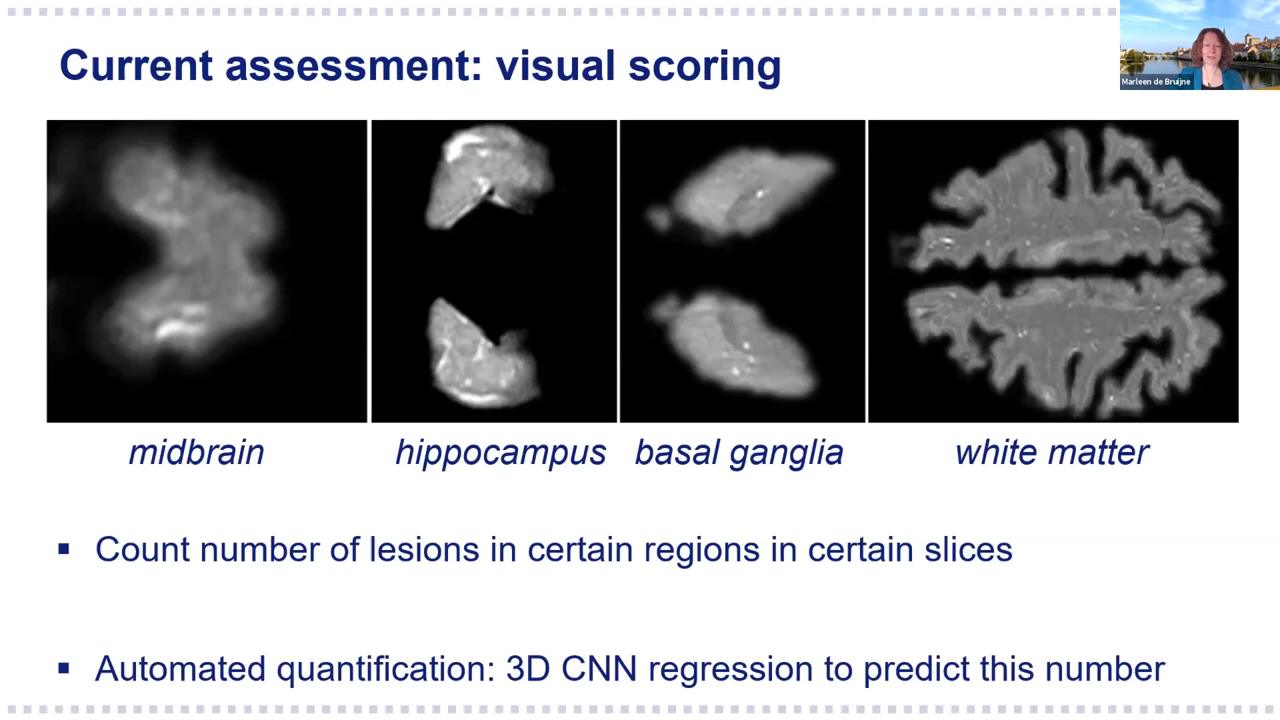 Current assessment: visual scoring
Marleen de Bruijne
midbrain
hippocampus
basal ganglia
white matter
▪ Count number of lesions in certain regions in certain slices
▪ Automated quantification: 3D CNN regression to predict this number